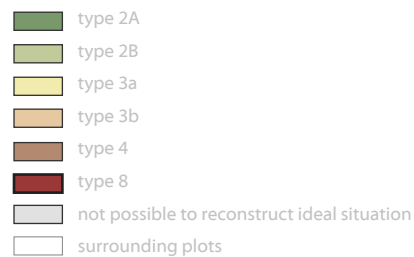 type 2A
type 2B
type 3a
type 3b
type 4
type 8
not possible to reconstruct ideal situation
surrounding plots